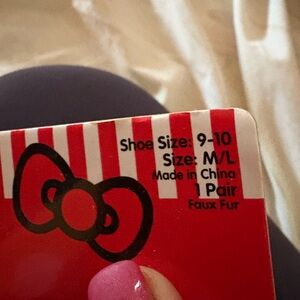 Shoe Size: 9-10
Size: M/L
Made in China
1 Pair
Faux Fur